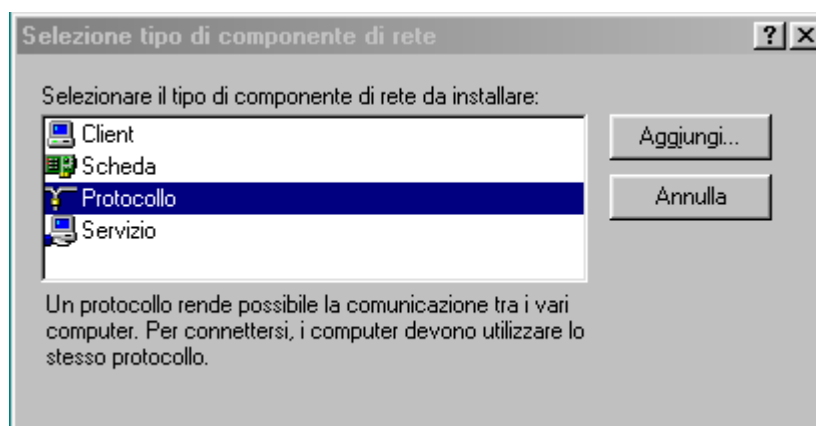 Selezione tipo di componente di rete
Selezionare il tipo di componente di rete da installare:
Client
Aggiungi...
Scheda
Protocollo
Annulla
Servizio
Un protocollo rende possibile la comunicazione tra i vari
computer. Per connettersi, i computer devono utilizzare lo
stesso protocollo.